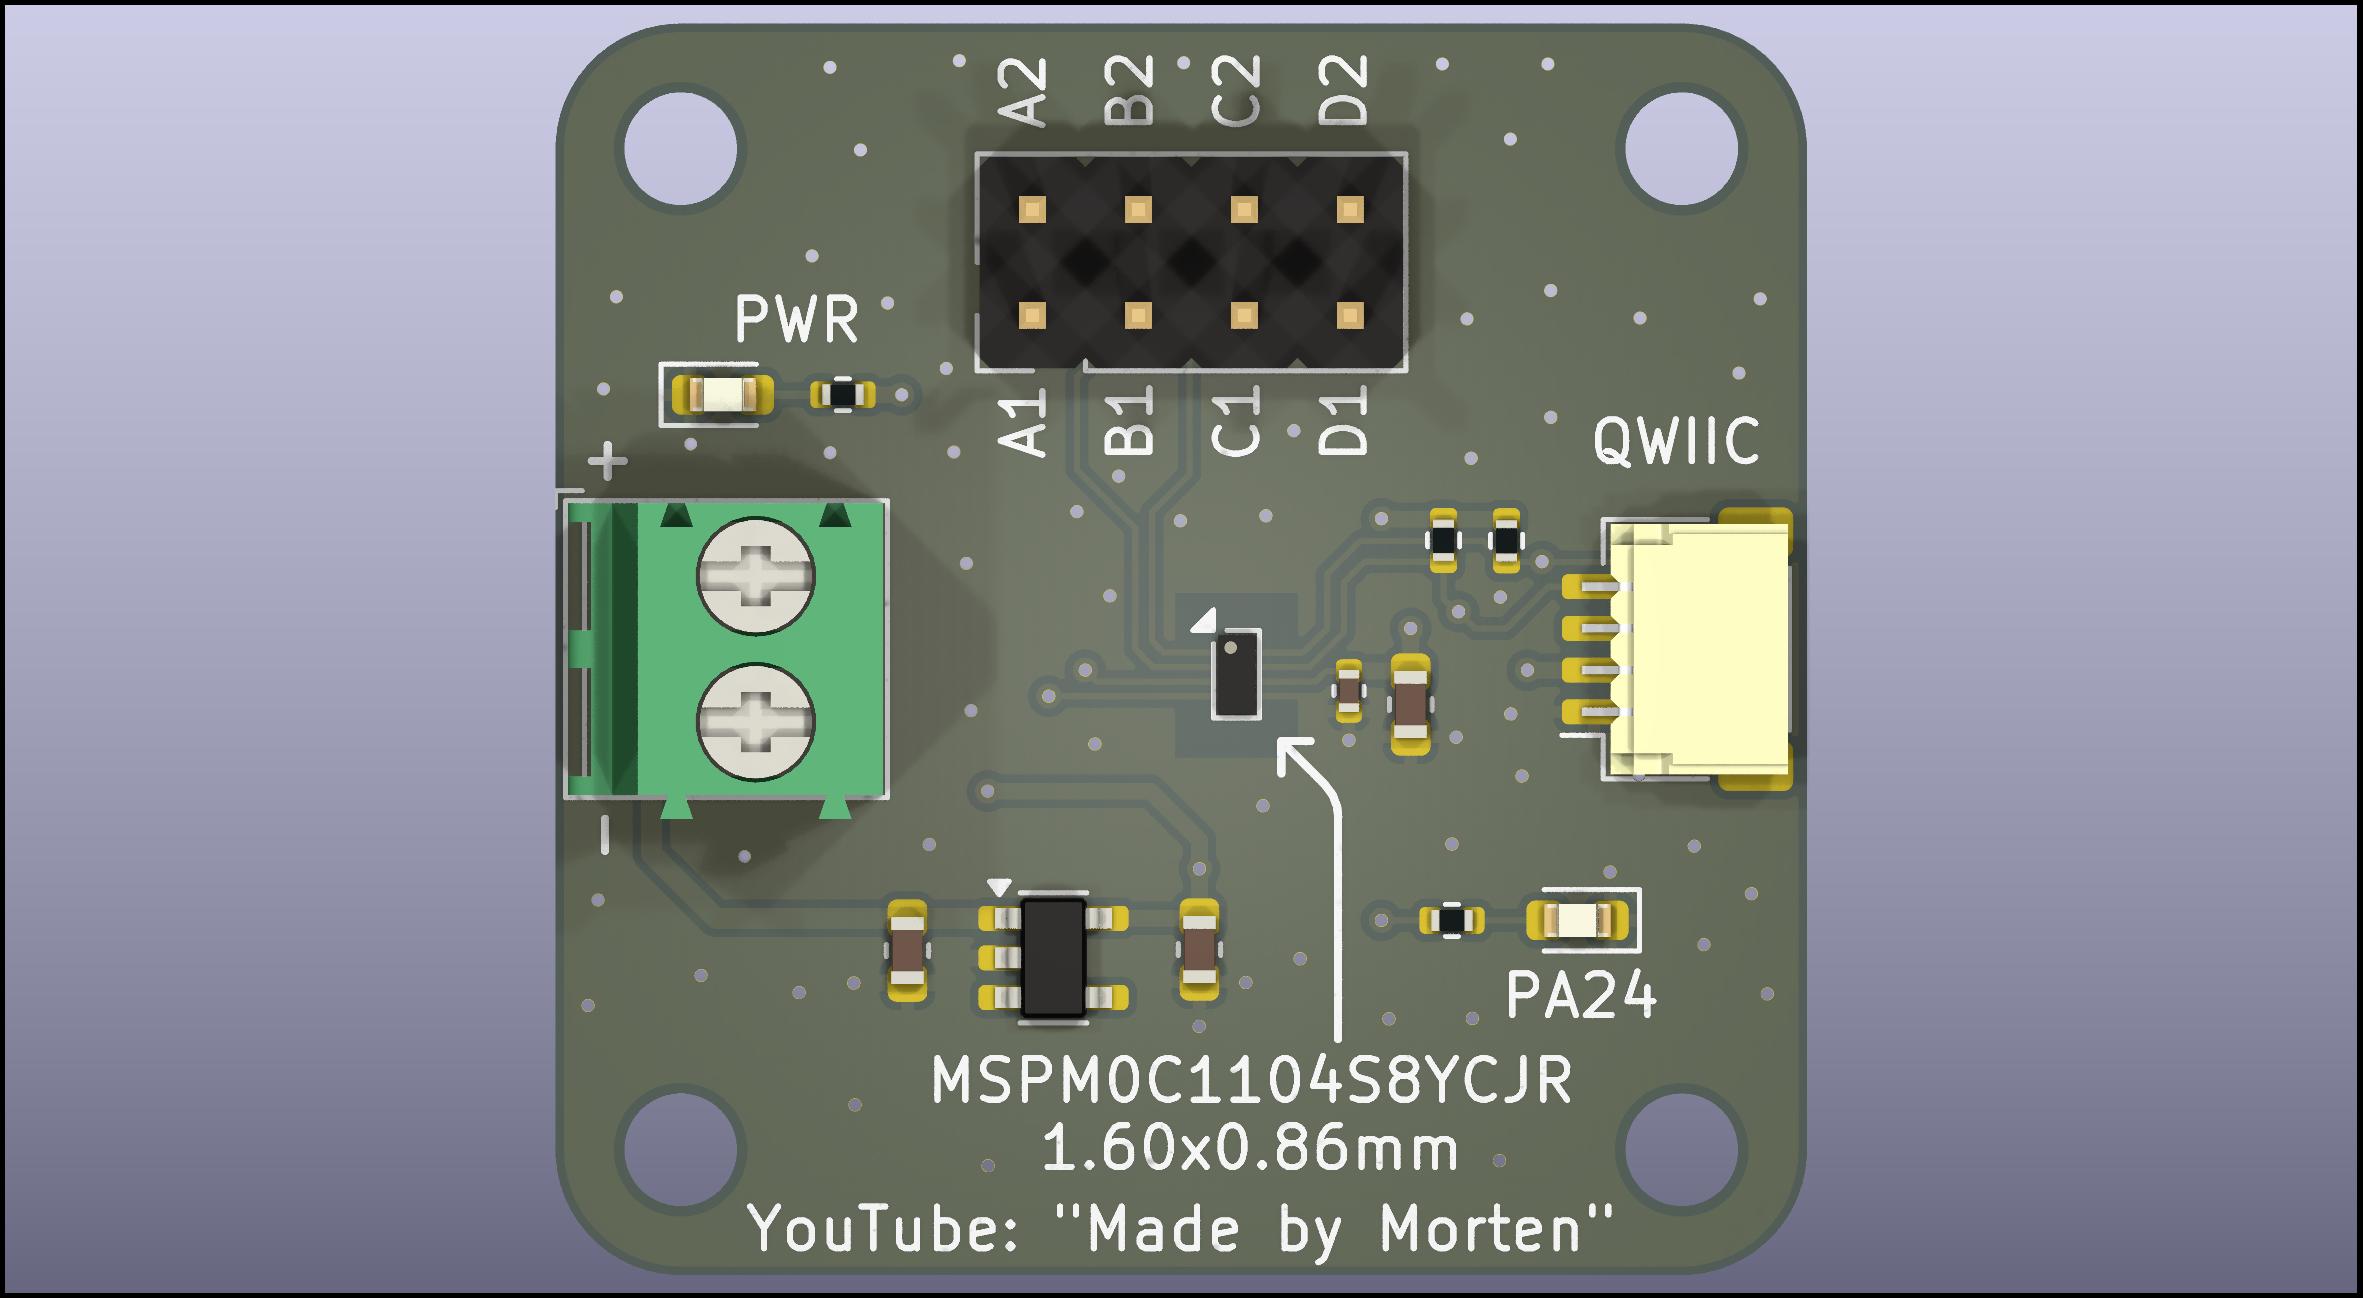 A2 B2 C2 D2
PWR
A1 B1 C1 D1
QWIIC
+
-
PA24
MSPM0C1104S8YCJR
1.60x0.86mm
YouTube: "Made by Morten"